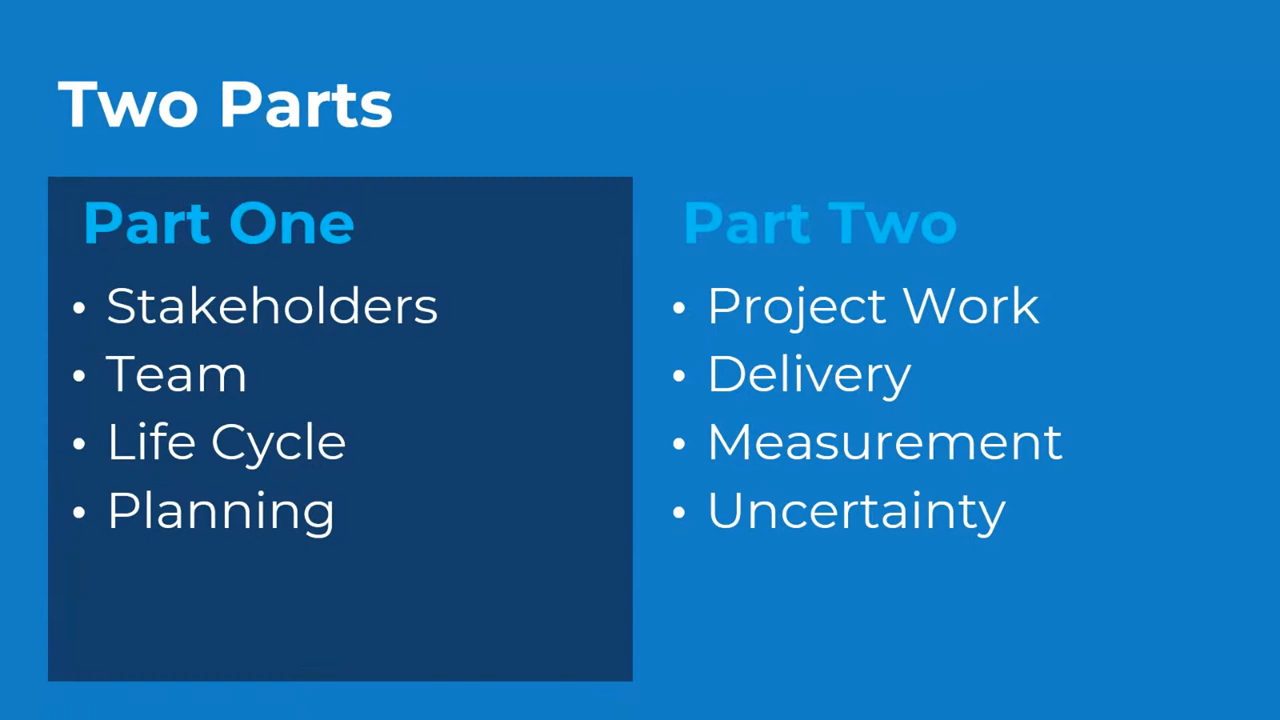 Two Parts
Part One
• Stakeholders
• Team
• Life Cycle
• Planning
Part Two
• Project Work
• Delivery
• Measurement
• Uncertainty